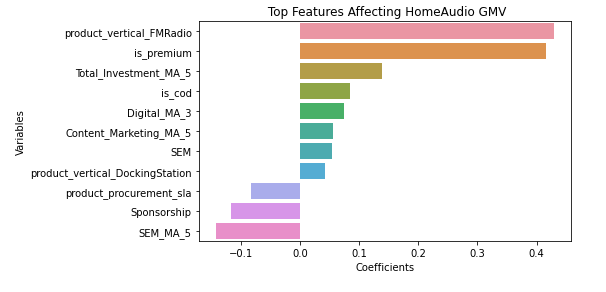 Top Features Affecting HomeAudio GMV
Variables
product_vertical_FMRadio
is_premium
Total_Investment_MA_5
is_cod
Digital_MA_3
Content_Marketing_MA_5
SEM
product_vertical_DockingStation
product_procurement_sla
Sponsorship
SEM_MA_5
−0.1 0.0 0.1 0.2 0.3 0.4
Coefficients